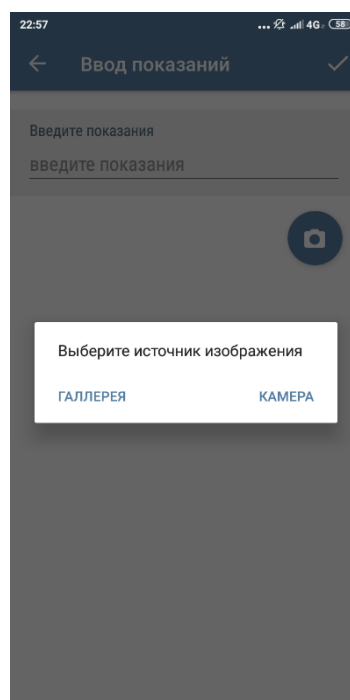 22:57 ... 4G 58
Ввод показаний
Введите показания
введите показания
Выберите источник изображения
ГАЛЛЕРЕЯ КАМЕРА